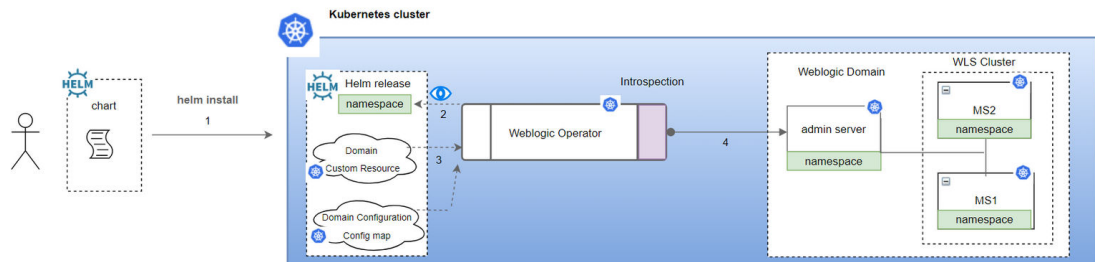 Kubernetes cluster
HELM
chart
helm install
1
HELM
Helm release
namespace
2
Domain
Custom Resource
3
Domain Configuration
Config map
Introspection
Weblogic Operator
4
Weblogic Domain
admin server
namespace
WLS Cluster
MS2
namespace
MS1
namespace